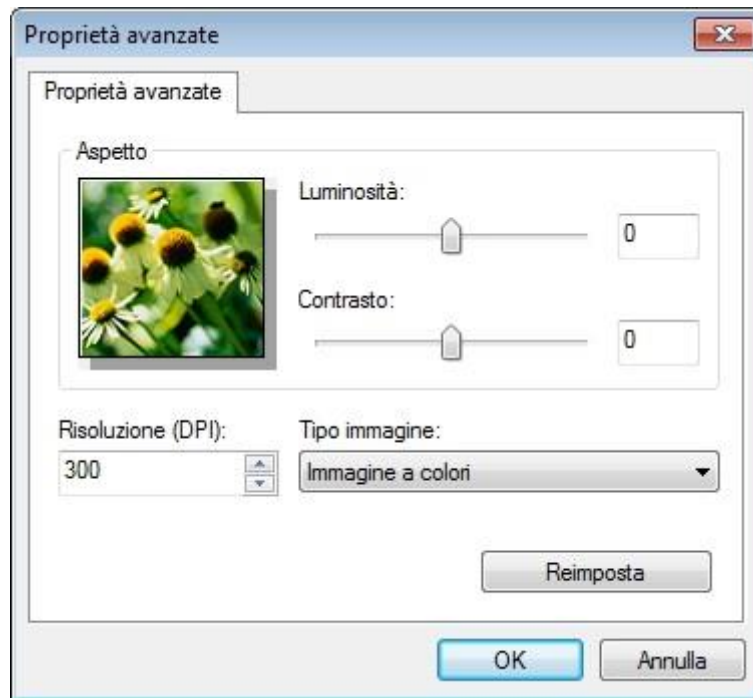 Proprietà avanzate
Proprietà avanzate
Aspetto
Luminosità:
0
Contrasto:
0
Risoluzione (DPI):
300
Tipo immagine:
Immagine a colori
Reimposta
OK
Annulla